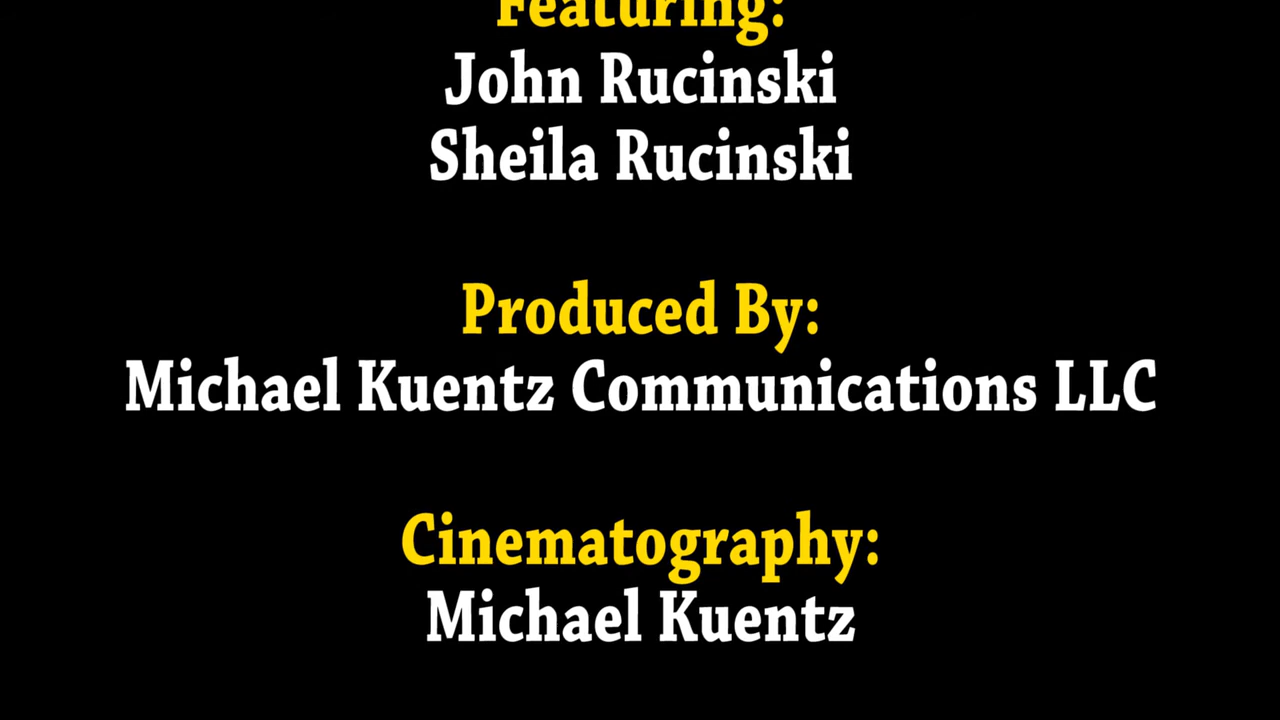 Featuring:
John Rucinski
Sheila Rucinski
Produced By:
Michael Kuentz Communications LLC
Cinematography:
Michael Kuentz